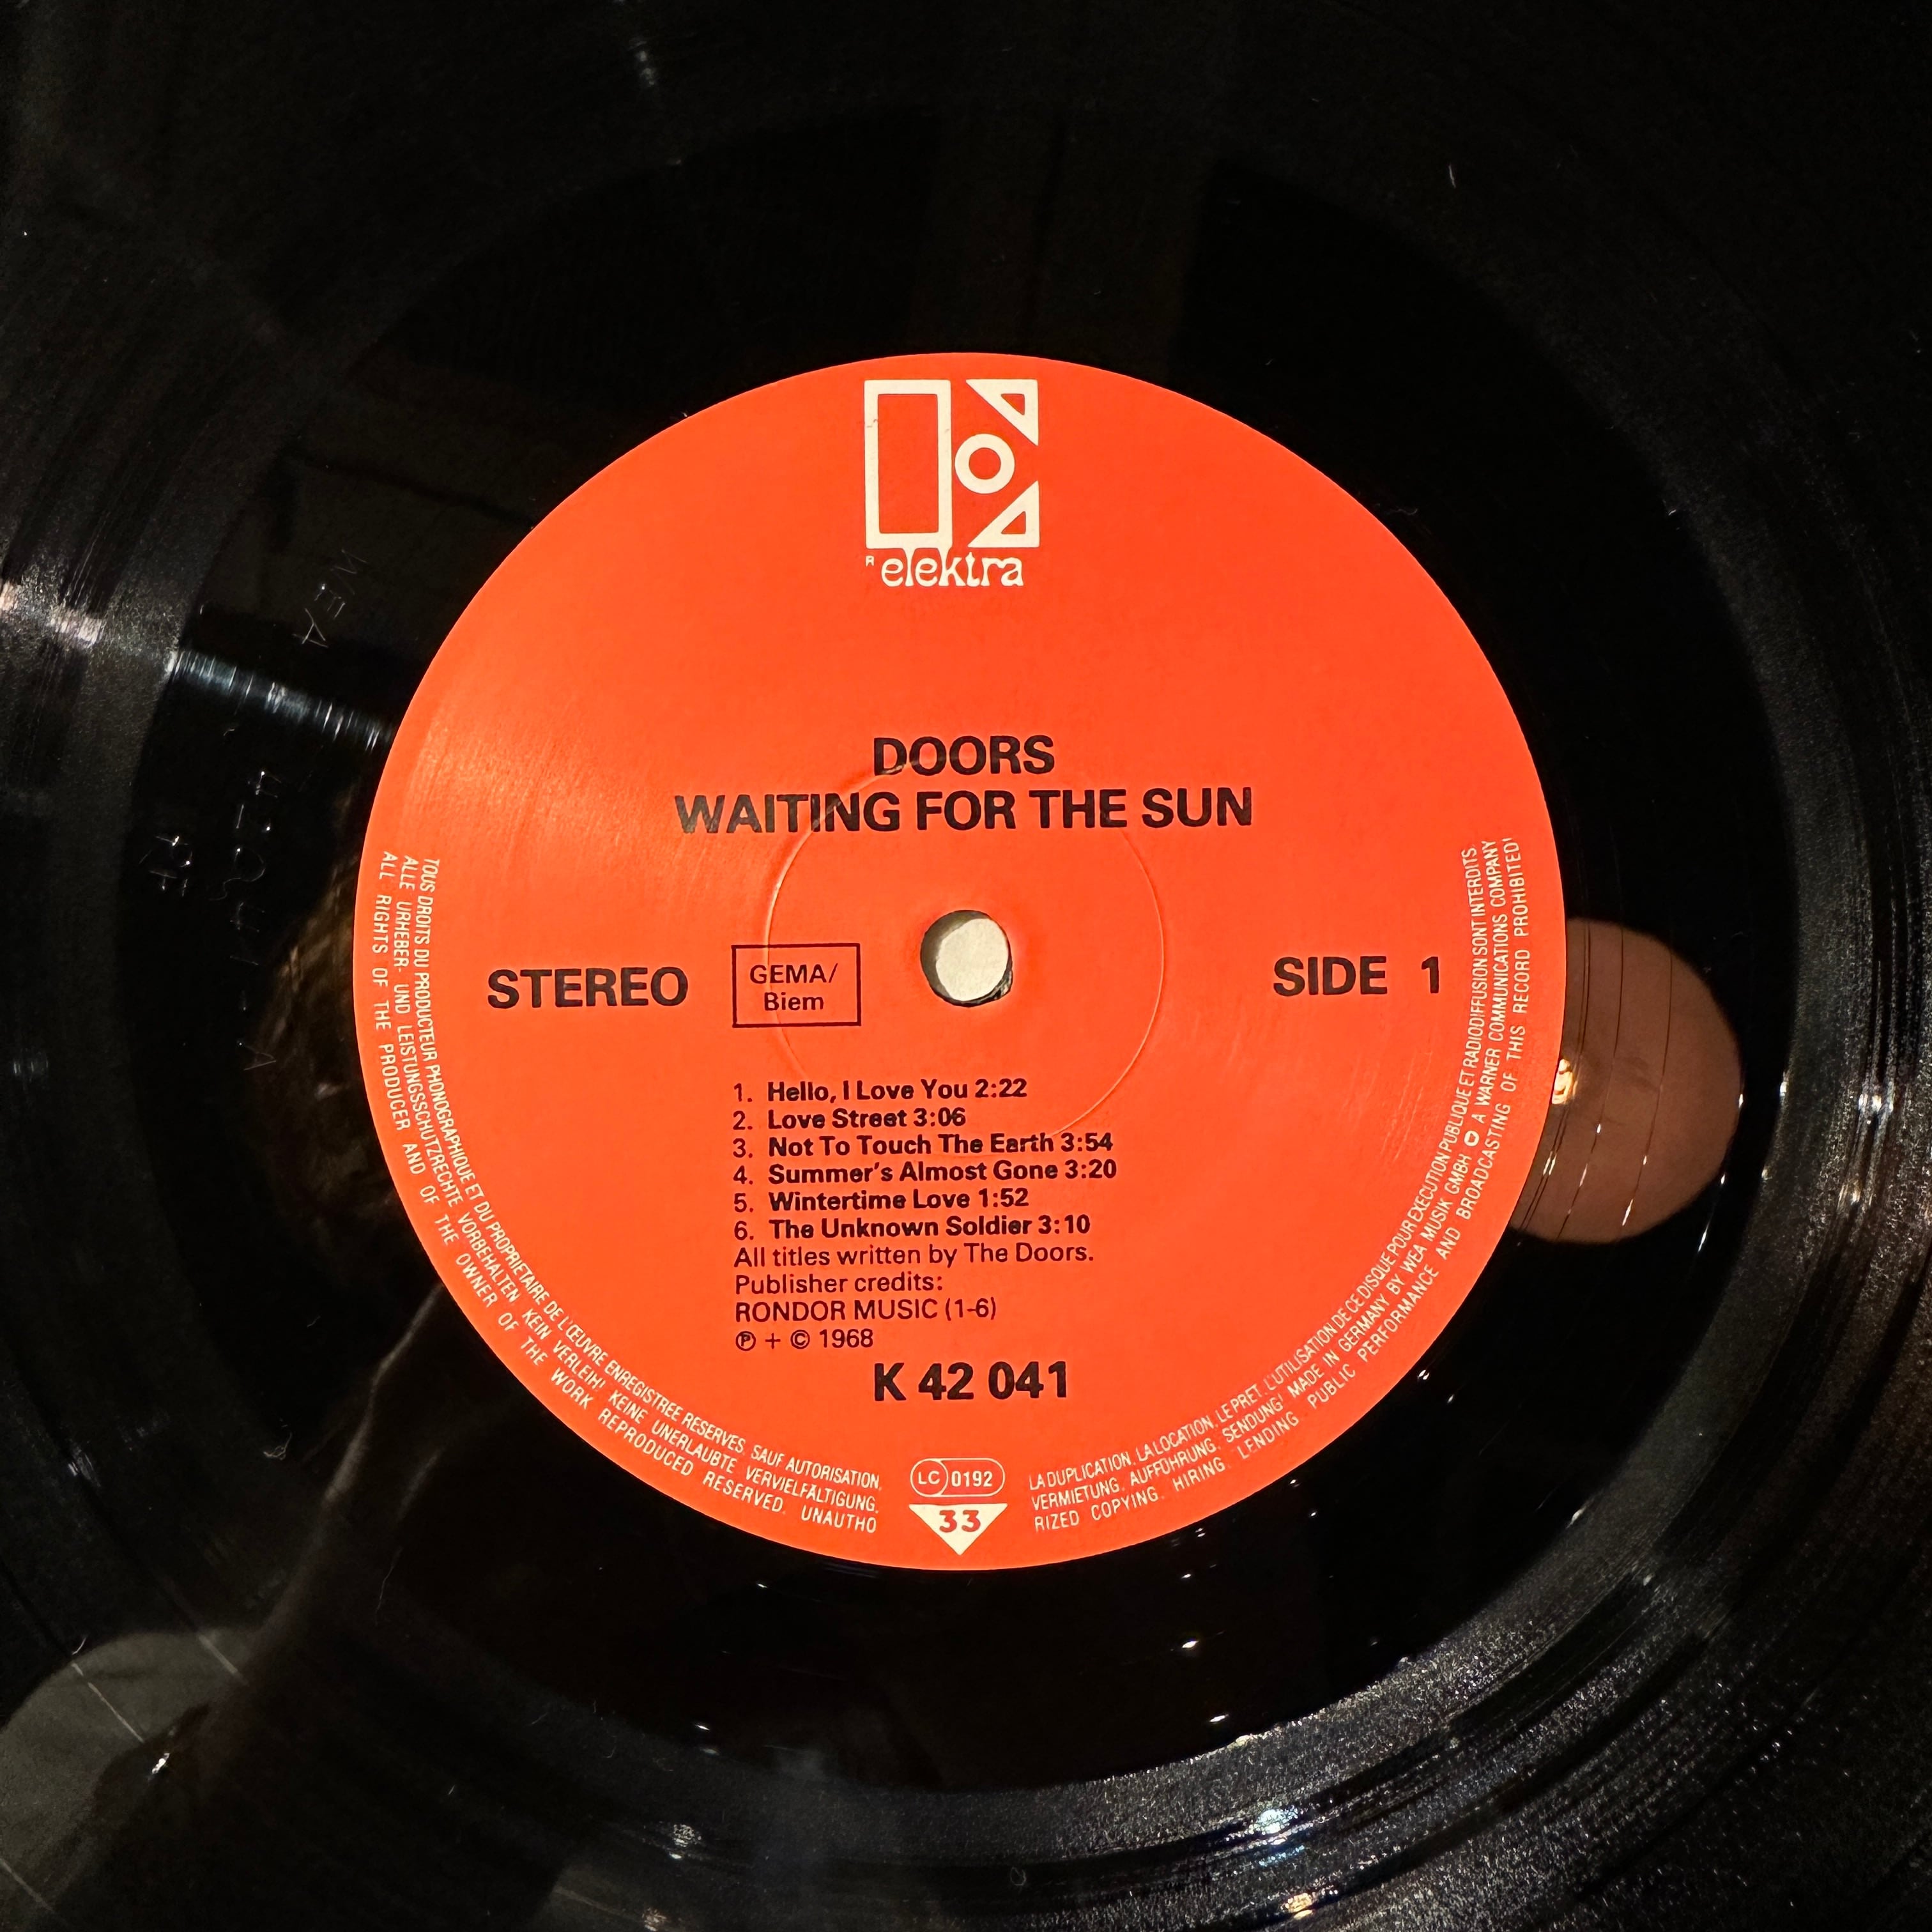 R elektra
DOORS
WAITING FOR THE SUN
STEREO
GEMA/
Biem
SIDE 1
1. Hello, I Love You 2:22
2. Love Street 3:06
3. Not To Touch The Earth 3:54
4. Summer's Almost Gone 3:20
5. Wintertime Love 1:52
6. The Unknown Soldier 3:10
All titles written by The Doors.
Publisher credits:
RONDOR MUSIC (1-6)
℗ + © 1968
K 42 041
LC 0192
33
TOUS DROITS DU PRODUCTEUR PHONOGRAPHIQUE ET DU PROPRIETAIRE DE L'ŒUVRE ENREGISTREE RESERVES. SAUF AUTORISATION, LA DUPLICATION, LA LOCATION, LE PRET, L'UTILISATION DE CE DISQUE POUR EXECUTION PUBLIQUE ET RADIODIFFUSION SONT INTERDITS
ALLE URHEBER- UND LEISTUNGSSCHUTZRECHTE VORBEHALTEN. KEIN VERLEIH! KEINE UNERLAUBTE VERVIELFÄLTIGUNG, VERMIETUNG, AUFFÜHRUNG, SENDUNG! MADE IN GERMANY BY WEA MUSIK GMBH A WARNER COMMUNICATIONS COMPANY
ALL RIGHTS OF THE PRODUCER AND OF THE OWNER OF THE WORK REPRODUCED RESERVED. UNAUTHORIZED COPYING. HIRING LENDING PUBLIC PERFORMANCE AND BROADCASTING OF THIS RECORD PROHIBITED!
WEA